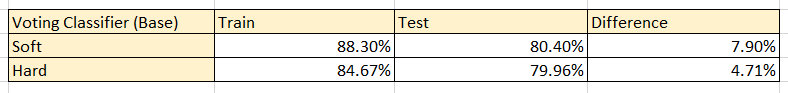 Voting Classifier (Base) Train Test Difference
Soft 88.30% 80.40% 7.90%
Hard 84.67% 79.96% 4.71%